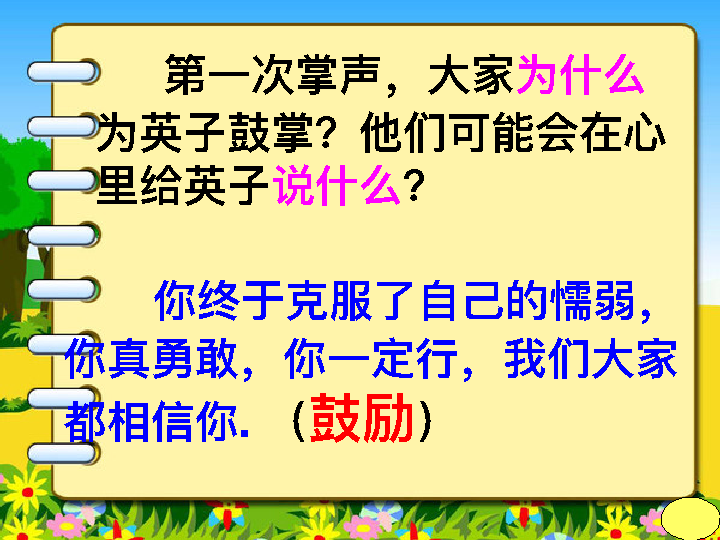 第一次掌声，大家为什么
为英子鼓掌？他们可能会在心
里给英子说什么？
你终于克服了自己的懦弱，
你真勇敢，你一定行，我们大家
都相信你.（鼓励）